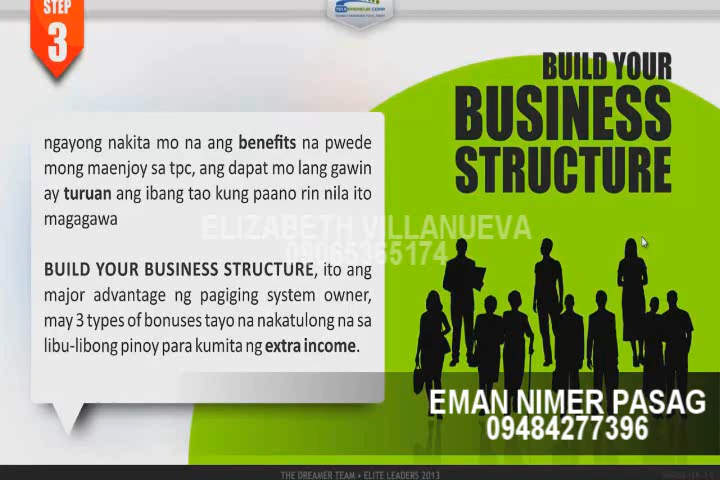 STEP
3
TELEPRENEUR CORP
BUILD YOUR
BUSINESS
STRUCTURE
ngayong nakita mo na ang benefits na pwede
mong maenjoy sa tpc, ang dapat mo lang gawin
ay turuan ang ibang tao kung paano rin nila ito
magagawa
ELIZABETH VILLANUEVA
09065365174
BUILD YOUR BUSINESS STRUCTURE, ito ang
major advantage ng pagiging system owner,
may 3 types of bonuses tayo na nakatulong na sa
libu-libong pinoy para kumita ng extra income.
EMAN NIMER PASAG
09484277396
THE DREAMER TEAM • ELITE LEADERS 2013